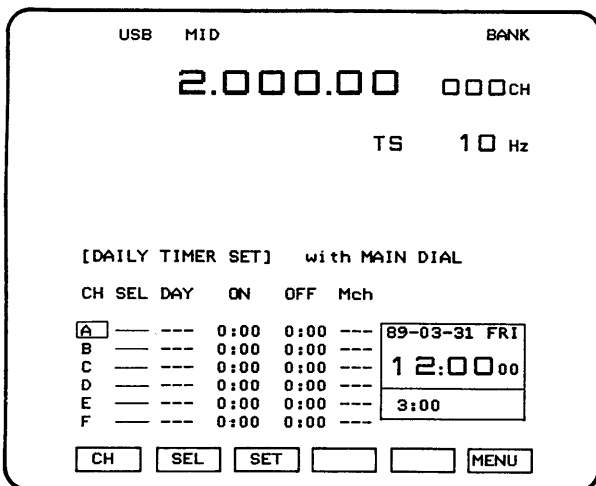 USB MID BANK
2.000.00 000CH
TS 10 Hz
[DAILY TIMER SET] with MAIN DIAL
CH SEL DAY ON OFF Mch
A —— --- 0:00 0:00 ---
B —— --- 0:00 0:00 ---
C —— --- 0:00 0:00 ---
D —— --- 0:00 0:00 ---
E —— --- 0:00 0:00 ---
F —— --- 0:00 0:00 ---
89-03-31 FRI
12:00 00
3:00
CH SEL SET MENU